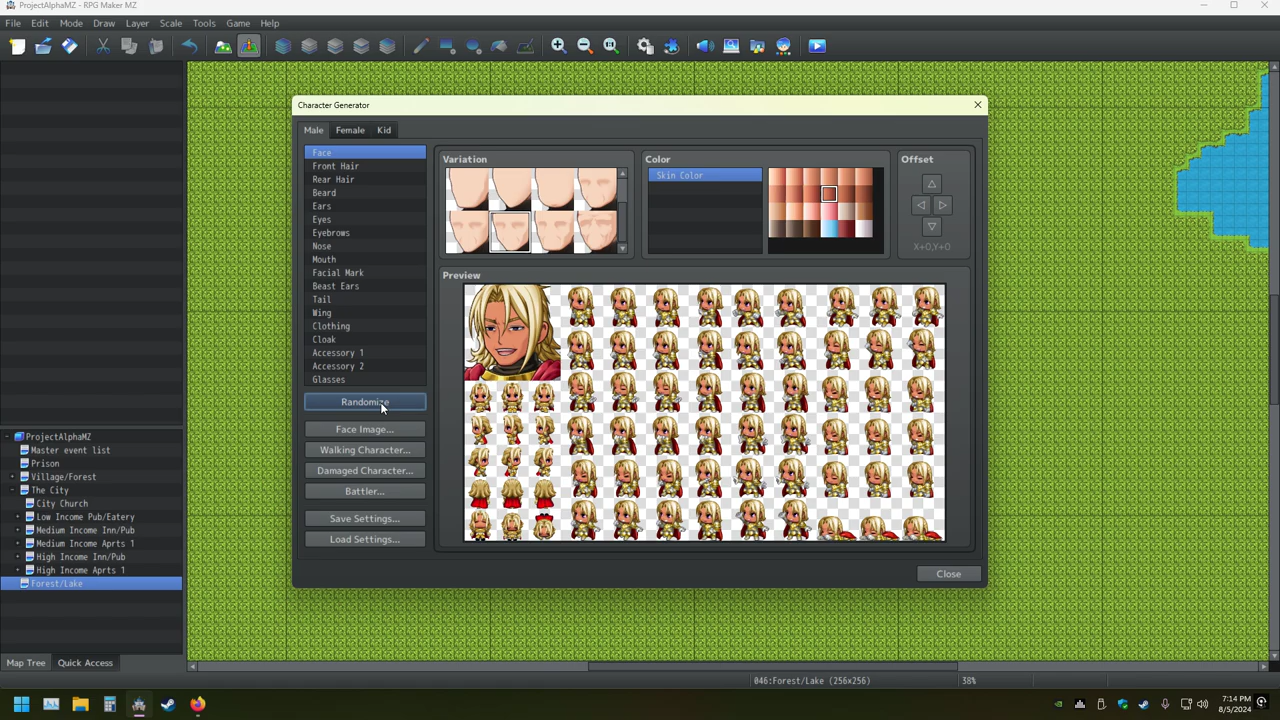 ProjectAlphaMZ - RPG Maker MZ
File Edit Mode Draw Layer Scale Tools Game Help
Character Generator
Male Female Kid
Face
Front Hair
Rear Hair
Beard
Ears
Eyes
Eyebrows
Nose
Mouth
Facial Mark
Beast Ears
Tail
Wing
Clothing
Cloak
Accessory 1
Accessory 2
Glasses
Randomize
Face Image...
Walking Character...
Damaged Character...
Battler...
Save Settings...
Load Settings...
Variation
Color
Skin Color
Offset
X+0,Y+0
Preview
Close
ProjectAlphaMZ
Master event list
Prison
Village/Forest
The City
City Church
Low Income Pub/Eatery
Medium Income Inn/Pub
Medium Income Aprts 1
High Income Inn/Pub
High Income Aprts 1
Forest/Lake
Map Tree Quick Access
046:Forest/Lake (256x256) 38%
7:14 PM
8/5/2024